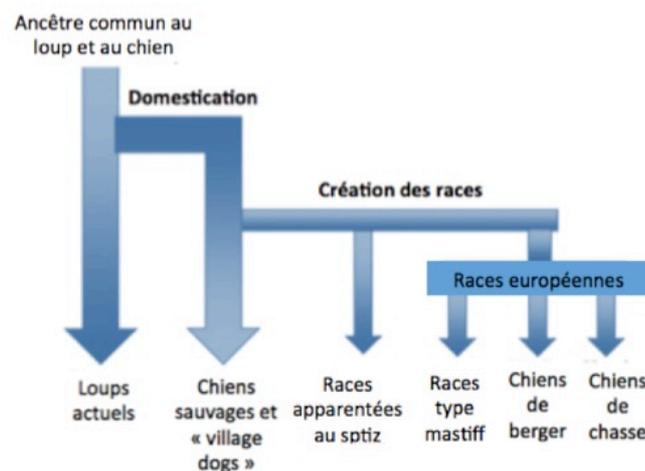 Ancêtre commun au
loup et au chien
Domestication
Création des races
Races européennes
Loups
actuels
Chiens
sauvages et
« village
dogs »
Races
apparentées
au sptiz
Races
type
mastiff
Chiens
de
berger
Chiens
de
chasse